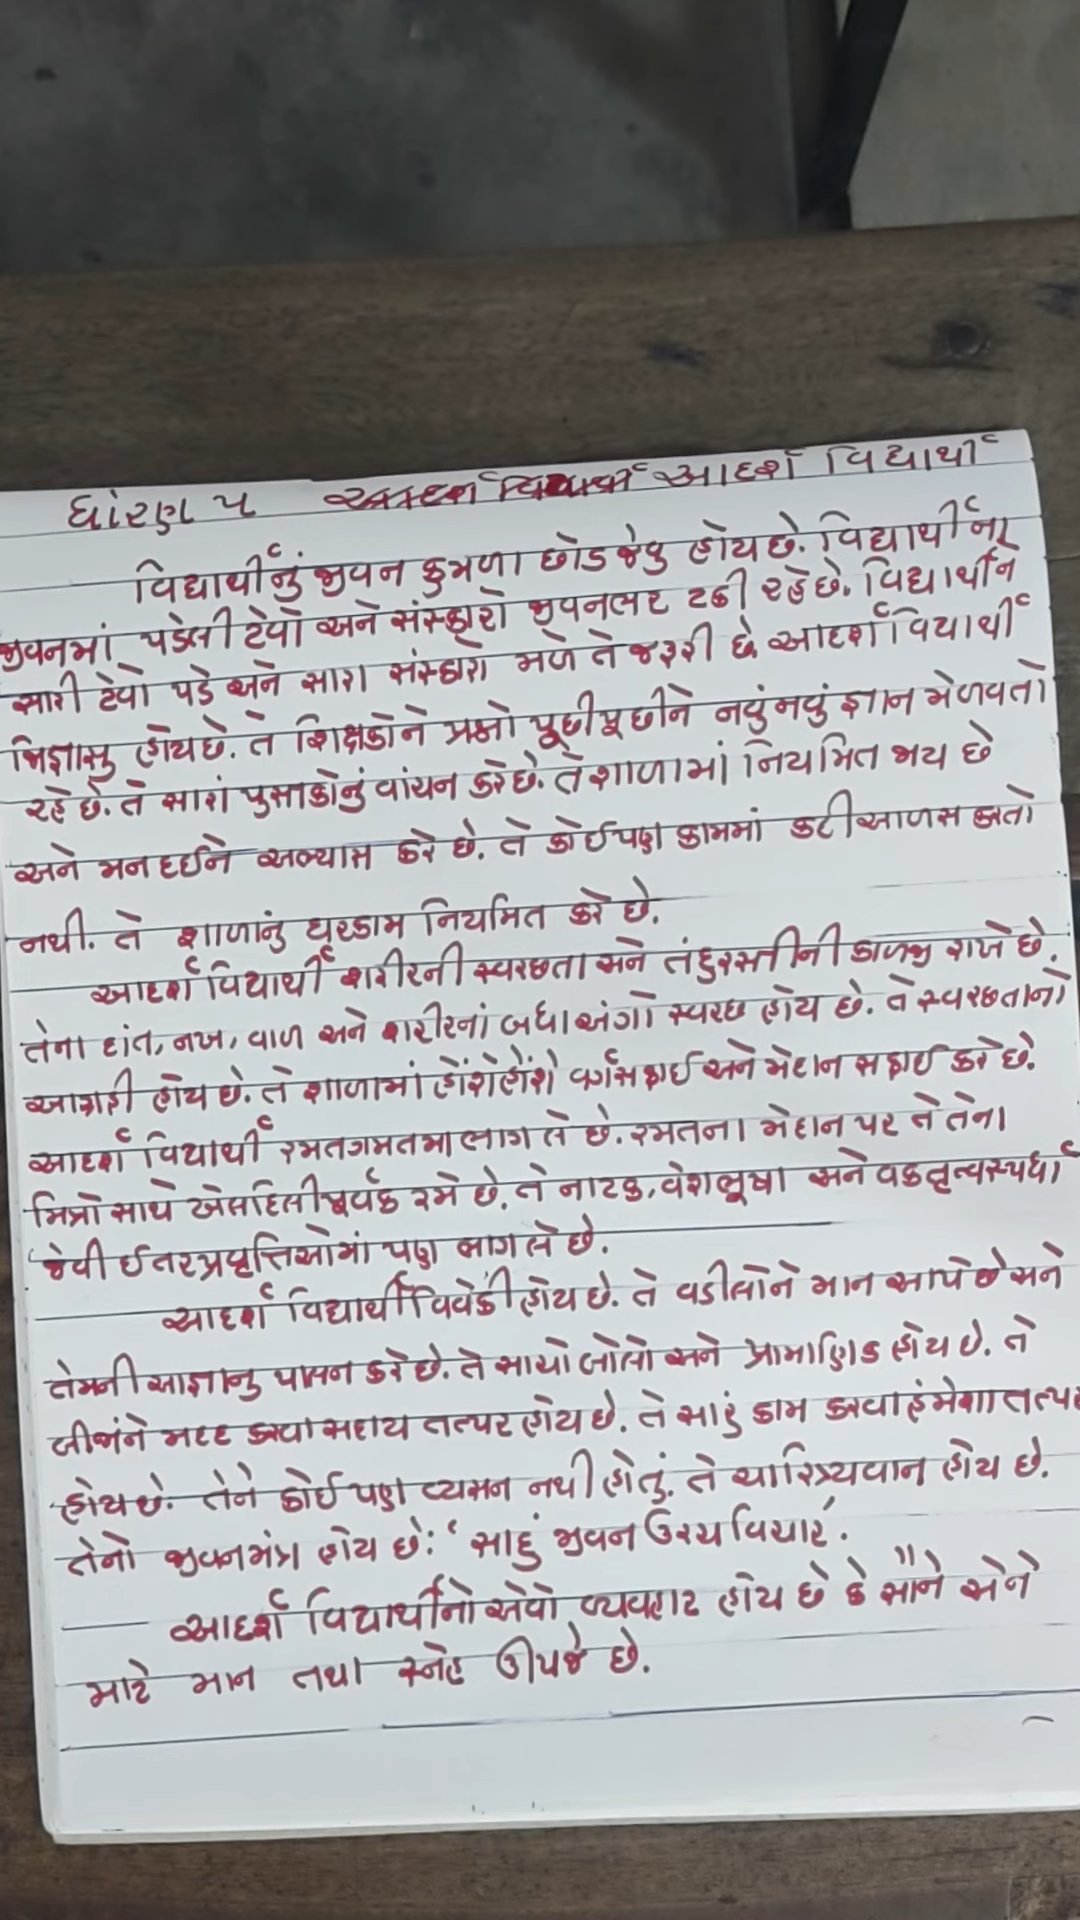 ધોરણ ૫ આદર્શ વિદ્યાર્થી
વિદ્યાર્થીનું જીવન કુમળા છોડ જેવુ હોય છે. વિદ્યાર્થીના
જીવનમાં પડેલી ટેવો અને સંસ્કારો જીવનભર ટકી રહે છે. વિદ્યાર્થીને
સારી ટેવો પડે અને સારા સંસ્કારો મળે તે જરૂરી છે આદર્શ વિદ્યાર્થી
જિજ્ઞાસુ હોય છે. તે શિક્ષકોને પ્રશ્નો પૂછીપૂછીને નવુંનવું જ્ઞાન મેળવતો
રહે છે. તે સારાં પુસ્તકોનું વાંચન કરે છે. તે શાળામાં નિયમિત જાય છે
અને મન દઈને અભ્યાસ કરે છે. તે કોઈ પણ કામમાં કદી આળસ કરતો
નથી. તે શાળાનું ઘરકામ નિયમિત કરે છે.
આદર્શ વિદ્યાર્થી શરીરની સ્વચ્છતા અને તંદુરસ્તીની કાળજી રાખે છે.
તેના દાંત, નખ, વાળ અને શરીરનાં બધા અંગો સ્વચ્છ હોય છે. તે સ્વચ્છતાનો
આગ્રહી હોય છે. તે શાળામાં હોંશેહોંશે વર્ગસફાઈ અને મેદાન સફાઈ કરે છે.
આદર્શ વિદ્યાર્થી રમતગમતમા ભાગ લે છે. રમતના મેદાન પર તે તેના
મિત્રો સાથે ખેલદિલીપૂર્વક રમે છે. તે નાટક, વેશભૂષા અને વક્તૃત્વસ્પર્ધા
જેવી ઈતરપ્રવૃત્તિઓમાં પણ ભાગ લે છે.
આદર્શ વિદ્યાર્થી વિવેકી હોય છે. તે વડીલોને માન આપે છે અને
તેમની આજ્ઞાનુ પાલન કરે છે. તે સાચો બોલો અને પ્રામાણિક હોય છે. તે
બીજાને મદદ કરવા સદાય તત્પર હોય છે. તે સારું કામ કરવા હંમેશા તત્પર
હોય છે. તેને કોઈ પણ વ્યસન નથી હોતું. તે ચારિત્ર્યવાન હોય છે.
તેનો જીવનમંત્ર હોય છે: ‘સાદું જીવન ઉચ્ચ વિચાર’.
આદર્શ વિદ્યાર્થીનો એવો વ્યવહાર હોય છે કે સૌને એને
માટે માન તથા સ્નેહ ઊપજે છે.